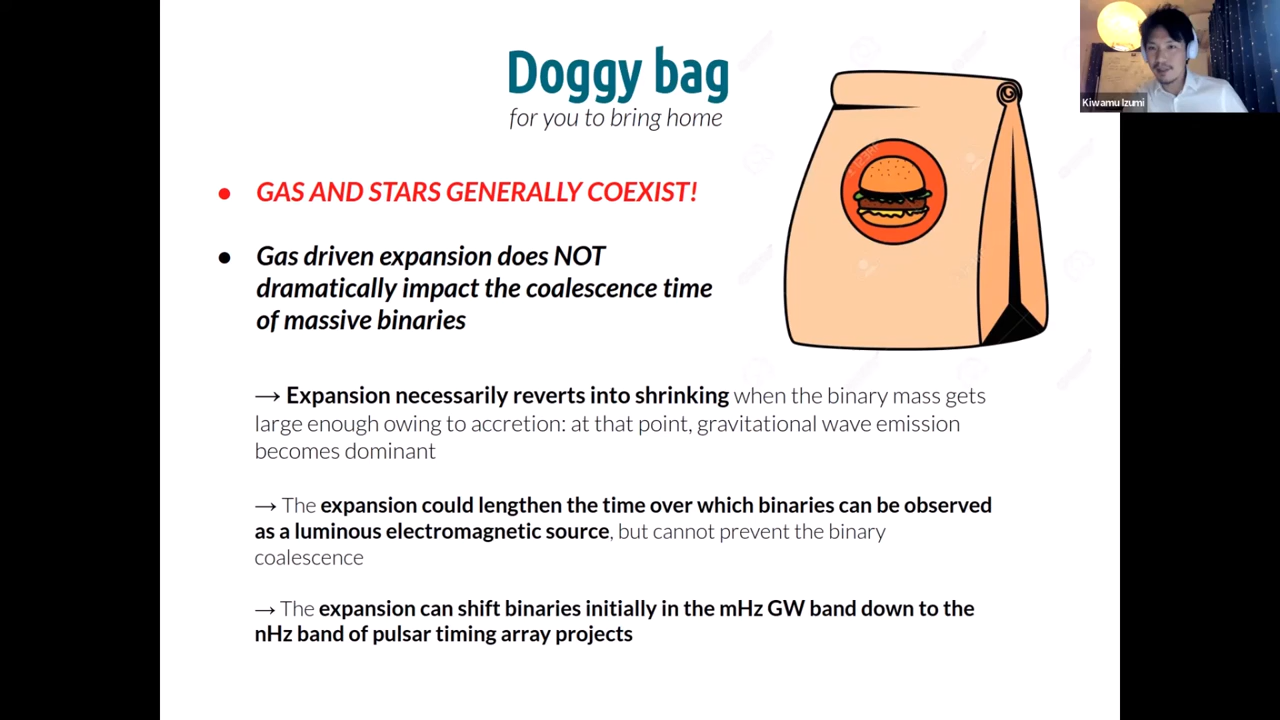 Doggy bag
for you to bring home
Kiwamu Izumi
● GAS AND STARS GENERALLY COEXIST!
● Gas driven expansion does NOT
dramatically impact the coalescence time
of massive binaries
→ Expansion necessarily reverts into shrinking when the binary mass gets
large enough owing to accretion: at that point, gravitational wave emission
becomes dominant
→ The expansion could lengthen the time over which binaries can be observed
as a luminous electromagnetic source, but cannot prevent the binary
coalescence
→ The expansion can shift binaries initially in the mHz GW band down to the
nHz band of pulsar timing array projects